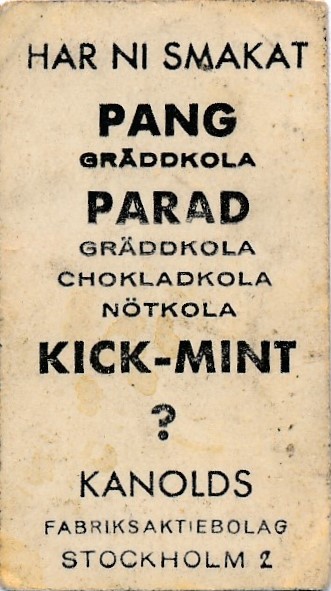 HAR NI SMAKAT
PANG
GRÄDDKOLA
PARAD
GRÄDDKOLA
CHOKLADKOLA
NÖTKOLA
KICK-MINT
?
KANOLDS
FABRIKSAKTIEBOLAG
STOCKHOLM 2